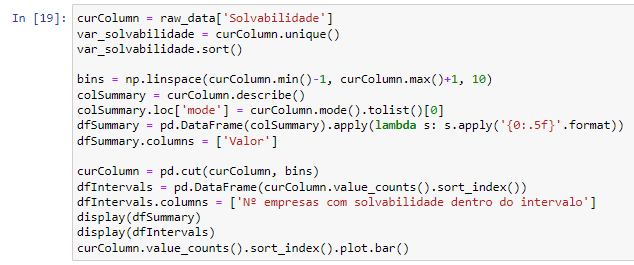 In [19]: curColumn = raw_data['Solvabilidade']
var_solvabilidade = curColumn.unique()
var_solvabilidade.sort()
bins = np.linspace(curColumn.min()-1, curColumn.max()+1, 10)
colSummary = curColumn.describe()
colSummary.loc['mode'] = curColumn.mode().tolist()[0]
dfSummary = pd.DataFrame(colSummary).apply(lambda s: s.apply('{0:.5f}'.format))
dfSummary.columns = ['Valor']
curColumn = pd.cut(curColumn, bins)
dfIntervals = pd.DataFrame(curColumn.value_counts().sort_index())
dfIntervals.columns = ['Nº empresas com solvabilidade dentro do intervalo']
display(dfSummary)
display(dfIntervals)
curColumn.value_counts().sort_index().plot.bar()